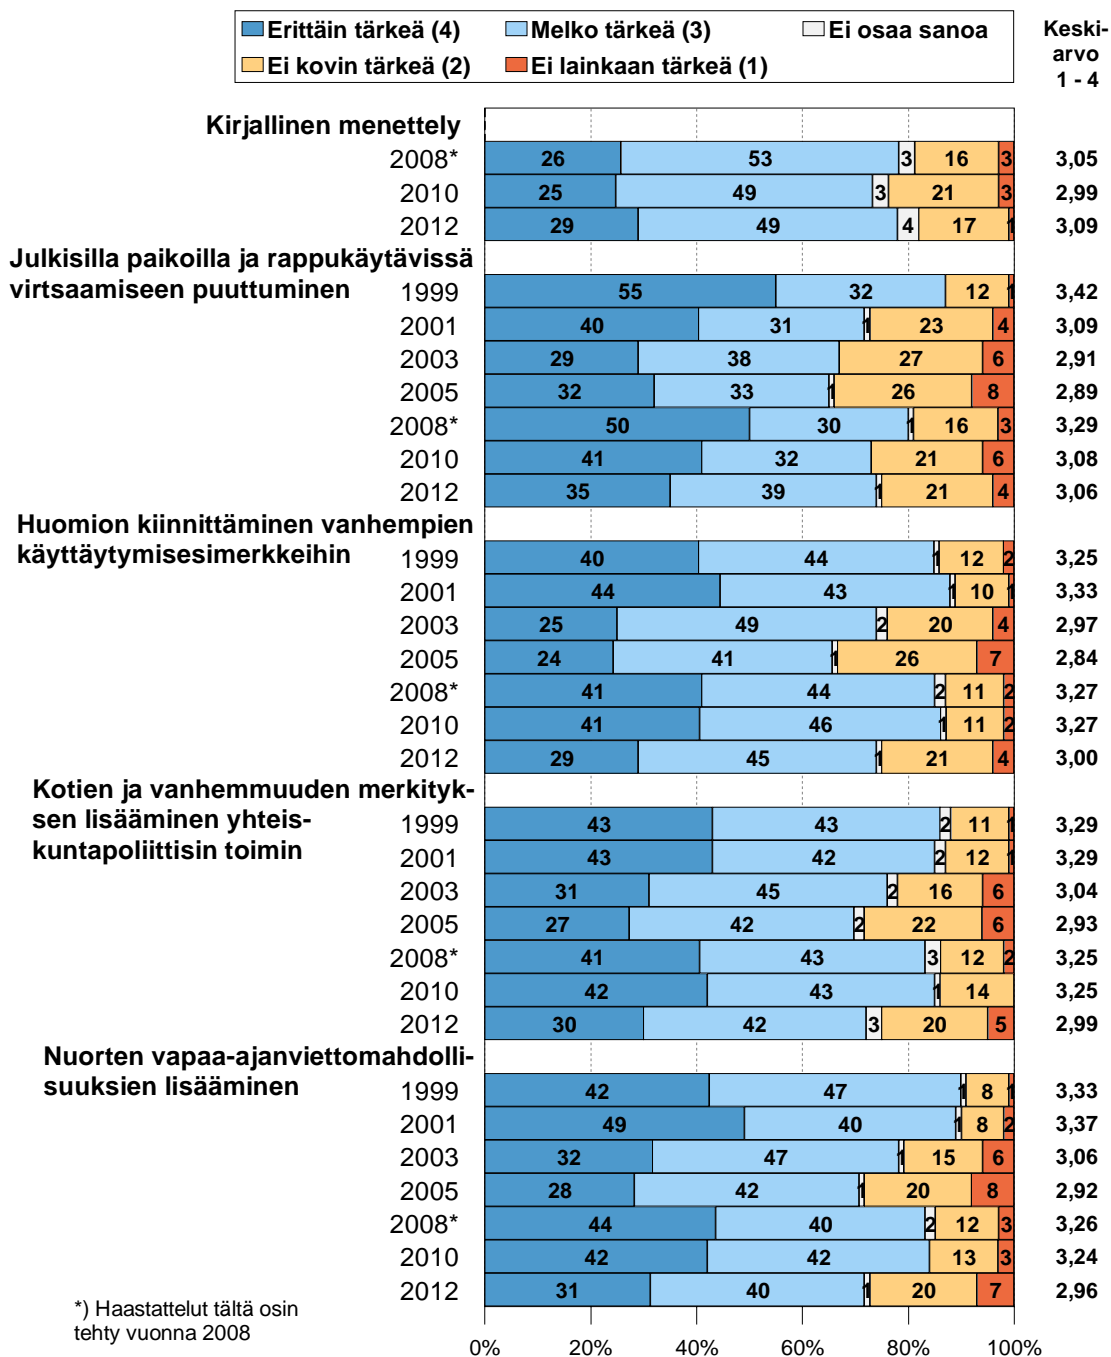 Erittäin tärkeä (4) Melko tärkeä (3) Ei osaa sanoa
Ei kovin tärkeä (2) Ei lainkaan tärkeä (1)
Keski-
arvo
1 - 4
Kirjallinen menettely
2008* 26 53 3 16 3 3,05
2010 25 49 3 21 3 2,99
2012 29 49 4 17 1 3,09
Julkisilla paikoilla ja rappukäytävissä
virtsaamiseen puuttuminen
1999 55 32 12 1 3,42
2001 40 31 1 23 4 3,09
2003 29 38 27 6 2,91
2005 32 33 1 26 8 2,89
2008* 50 30 1 16 3 3,29
2010 41 32 21 6 3,08
2012 35 39 1 21 4 3,06
Huomion kiinnittäminen vanhempien
käyttäytymisesimerkkeihin
1999 40 44 1 12 2 3,25
2001 44 43 1 10 1 3,33
2003 25 49 2 20 4 2,97
2005 24 41 1 26 7 2,84
2008* 41 44 2 11 2 3,27
2010 41 46 1 11 2 3,27
2012 29 45 1 21 4 3,00
Kotien ja vanhemmuuden merkityk-
sen lisääminen yhteis-
kuntapoliittisin toimin
1999 43 43 2 11 1 3,29
2001 43 42 2 12 1 3,29
2003 31 45 2 16 6 3,04
2005 27 42 2 22 6 2,93
2008* 41 43 3 12 2 3,25
2010 42 43 1 14 3,25
2012 30 42 3 20 5 2,99
Nuorten vapaa-ajanviettomahdolli-
suuksien lisääminen
1999 42 47 1 8 1 3,33
2001 49 40 1 8 2 3,37
2003 32 47 1 15 6 3,06
2005 28 42 1 20 8 2,92
2008* 44 40 2 12 3 3,26
2010 42 42 13 3 3,24
2012 31 40 1 20 7 2,96
*) Haastattelut tältä osin
tehty vuonna 2008
0% 20% 40% 60% 80% 100%